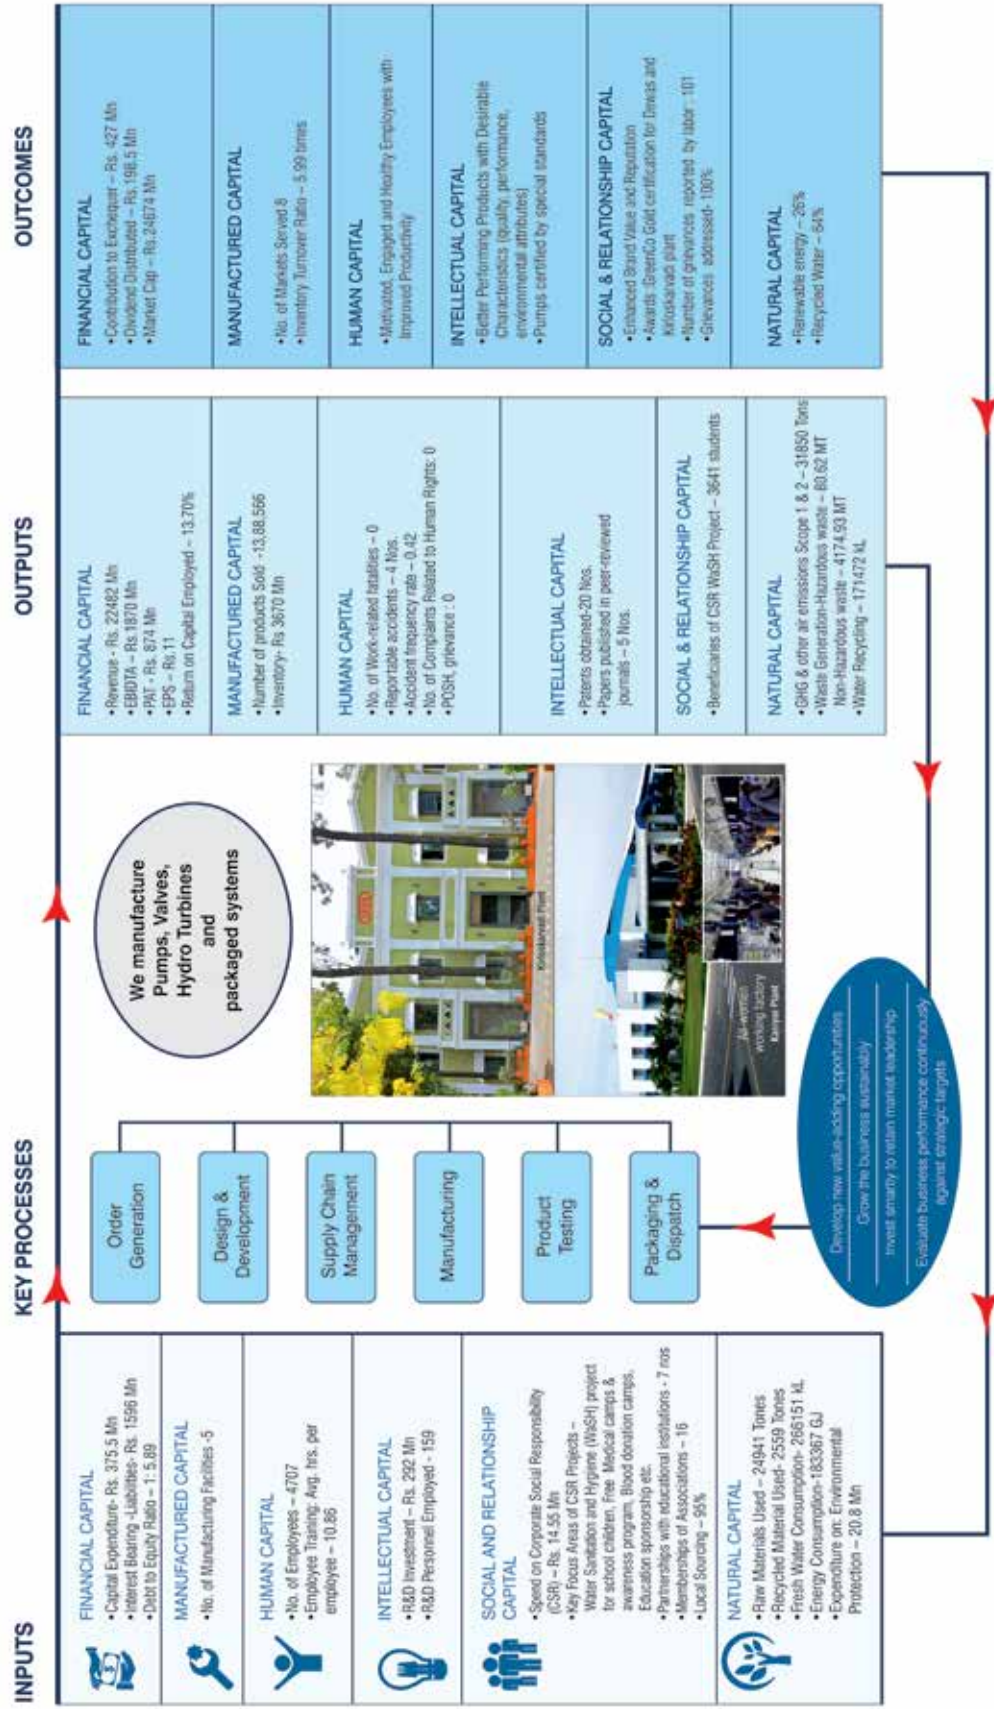 INPUTS
FINANCIAL CAPITAL
• Capital Expenditure- Rs. 375.5 Mn
• Interest Bearing -Liabilities- Rs. 1596 Mn
• Debt to Equity Ratio – 1: 5.89
MANUFACTURED CAPITAL
• No. of Manufacturing Facilities -5
HUMAN CAPITAL
• No. of Employees – 4707
• Employee Training: Avg. hrs. per
employee – 10.86
INTELLECTUAL CAPITAL
• R&D Investment – Rs. 292 Mn
• R&D Personnel Employed - 159
SOCIAL AND RELATIONSHIP
CAPITAL
• Spend on Corporate Social Responsibility
(CSR) – Rs. 14.55 Mn
• Key Focus Areas of CSR Projects –
Water Sanitation and Hygiene (WaSH) project
for school children, Free Medical camps &
awareness program, Blood donation camps,
Education sponsorship etc.
• Partnerships with educational institutions - 7 nos
• Memberships of Associations – 16
• Local Sourcing – 95%
NATURAL CAPITAL
• Raw Materials Used – 24941 Tones
• Recycled Material Used- 2559 Tones
• Fresh Water Consumption- 266151 kL
• Energy Consumption-183367 GJ
• Expenditure on: Environmental
Protection – 20.8 Mn
KEY PROCESSES
Order
Generation
Design &
Development
Supply Chain
Management
Manufacturing
Product
Testing
Packaging &
Dispatch
We manufacture
Pumps, Valves,
Hydro Turbines
and
packaged systems
Kirloskarvadi Plant
All-women
working factory
Kaniyur Plant
Develop new value-adding opportunities
Grow the business sustainably
Invest smartly to retain market leadership
Evaluate business performance continuously
against strategic targets
OUTPUTS
FINANCIAL CAPITAL
• Revenue - Rs. 22482 Mn
• EBIDTA – Rs.1870 Mn
• PAT - Rs. 874 Mn
• EPS – Rs.11
• Return on Capital Employed – 13.70%
MANUFACTURED CAPITAL
• Number of products Sold -13,88,566
• Inventory- Rs 3670 Mn
HUMAN CAPITAL
• No. of Work-related fatalities – 0
• Reportable accidents – 4 Nos.
• Accident frequency rate – 0.42
• No. of Complaints Related to Human Rights: 0
• POSH, grievance : 0
INTELLECTUAL CAPITAL
• Patents obtained-20 Nos.
• Papers published in peer-reviewed
journals – 5 Nos.
SOCIAL & RELATIONSHIP CAPITAL
• Beneficiaries of CSR WaSH Project – 3641 students
NATURAL CAPITAL
• GHG & other air emissions Scope 1 & 2 – 31850 Tons
• Waste Generation-Hazardous waste – 80.62 MT
Non-Hazardous waste – 4174.93 MT
• Water Recycling – 171472 kL
OUTCOMES
FINANCIAL CAPITAL
• Contribution to Exchequer – Rs. 427 Mn
• Dividend Distributed – Rs.198.5 Mn
• Market Cap – Rs.24674 Mn
MANUFACTURED CAPITAL
• No. of Markets Served 8
• Inventory Turnover Ratio – 5.99 times
HUMAN CAPITAL
• Motivated, Engaged and Healthy Employees with
Improved Productivity
INTELLECTUAL CAPITAL
• Better Performing Products with Desirable
Characteristics (quality, performance,
environmental attributes)
• Pumps certified by special standards
SOCIAL & RELATIONSHIP CAPITAL
• Enhanced Brand Value and Reputation
• Awards :GreenCo Gold certification for Dewas and
Kirloskarvadi plant
• Number of grievances reported by labor : 101
• Grievances addressed- 100%
NATURAL CAPITAL
• Renewable energy – 26%
• Recycled Water – 64%